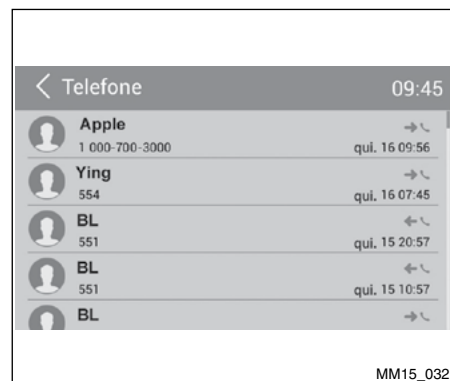 Telefone 09:45
Apple
1 000-700-3000 qui. 16 09:56
Ying
554 qui. 16 07:45
BL
551 qui. 15 20:57
BL
551 qui. 15 10:57
BL
MM15_032